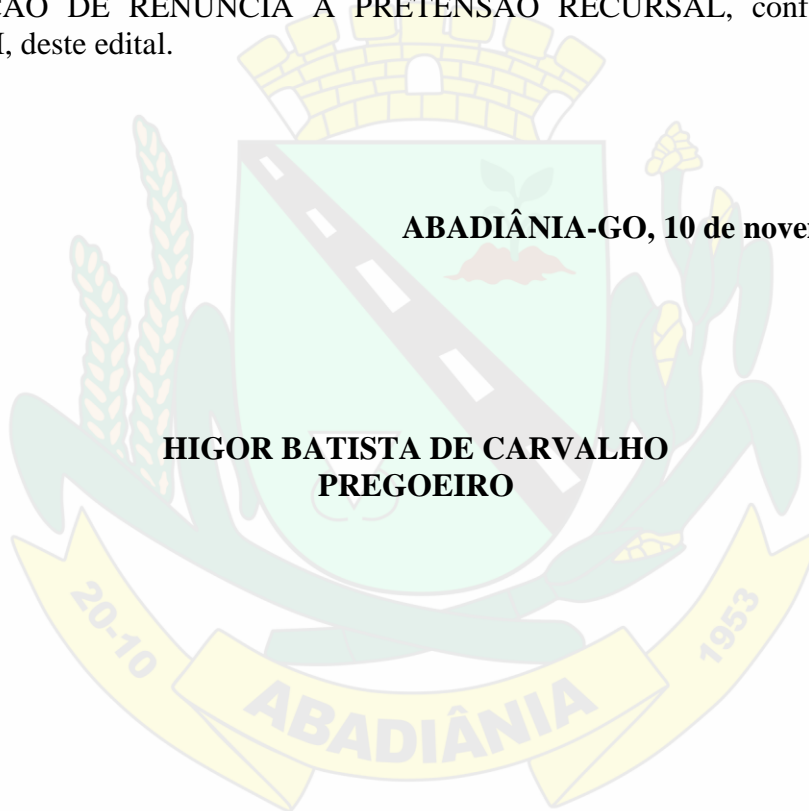 ÇÃO DE RENÚNCIA À PRETENSÃO RECURSAL, conf
I, deste edital.
ABADIÂNIA-GO, 10 de nove
HIGOR BATISTA DE CARVALHO
PREGOEIRO
20-10
1953
ABADIÂNIA